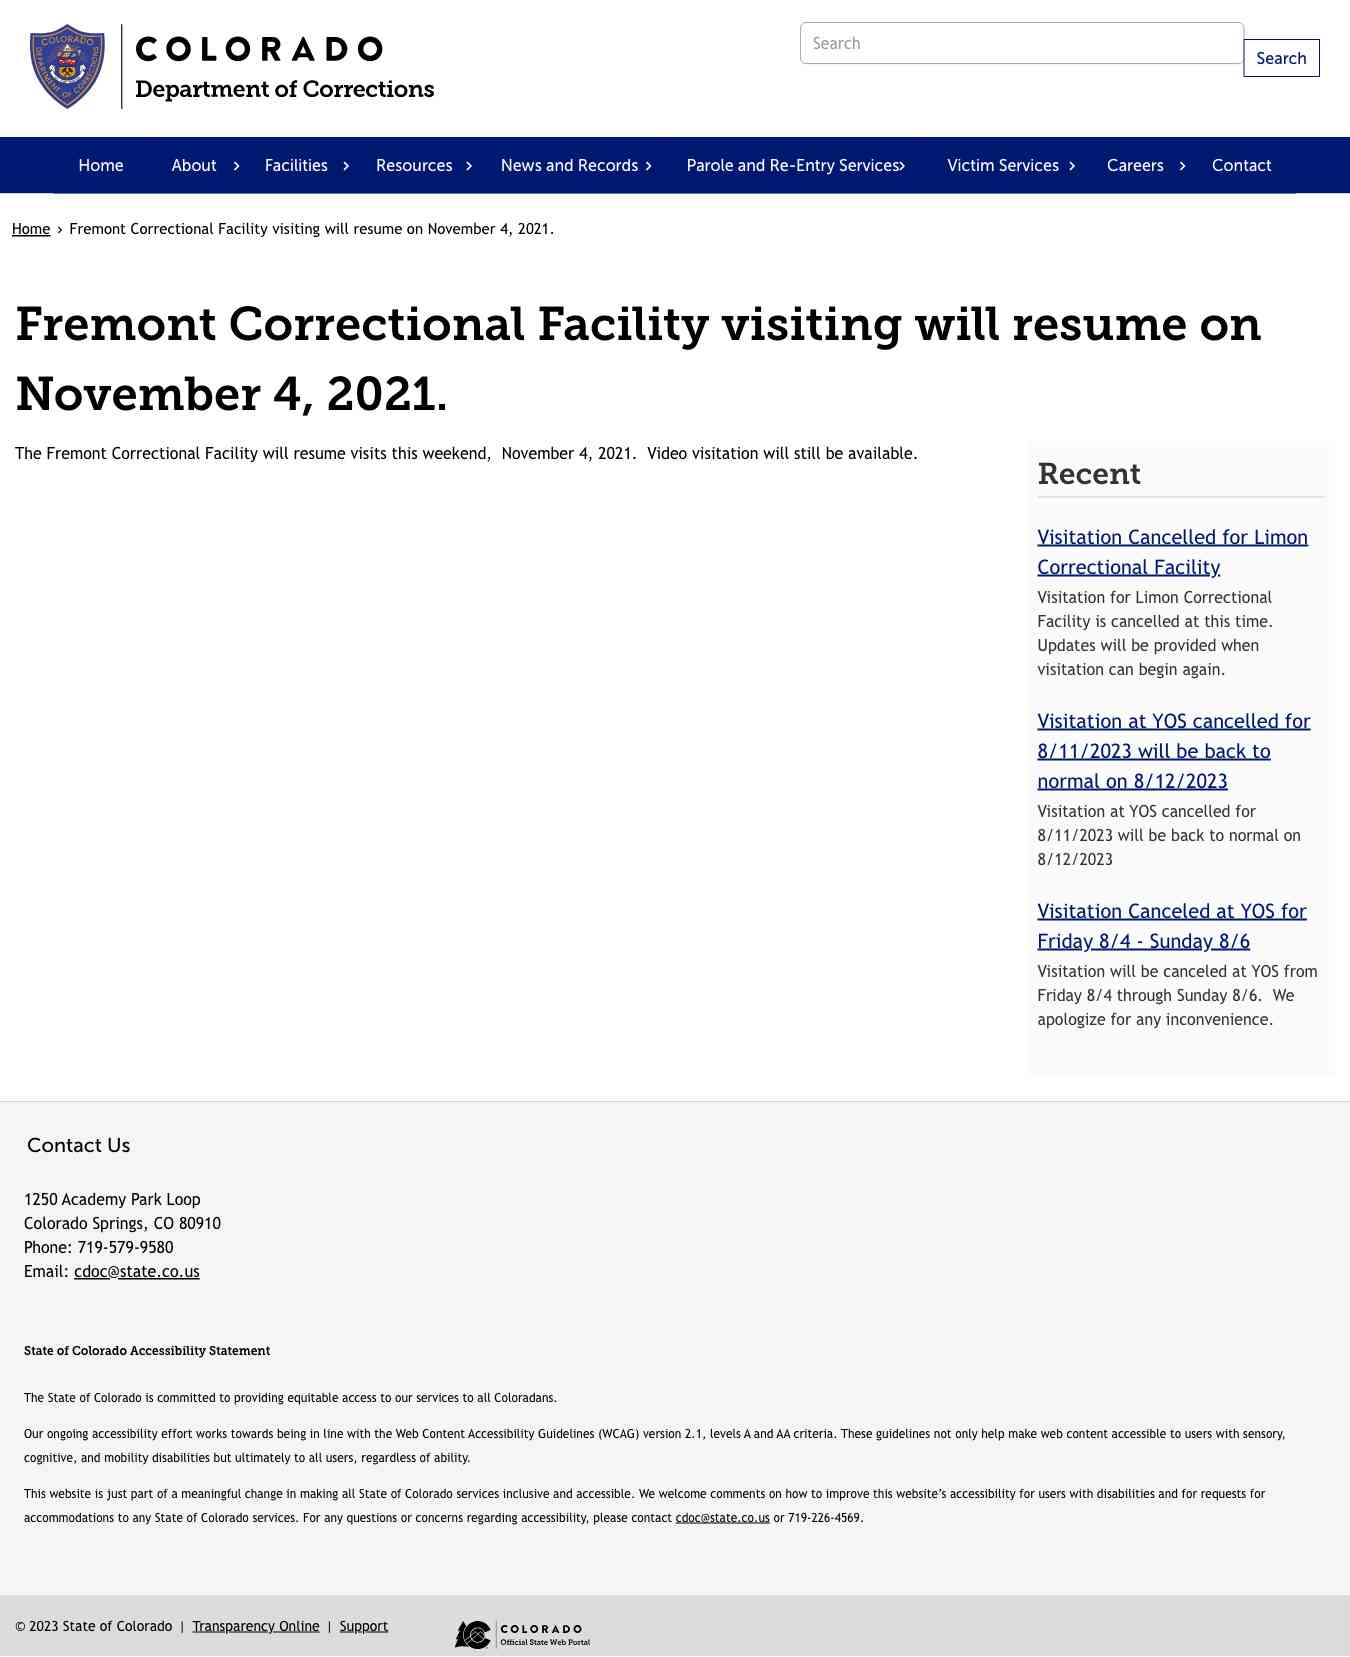 COLORADO
Department of Corrections
Search
Search
Home
About
Facilities
Resources
News and Records
Parole and Re-Entry Services
Victim Services
Careers
Contact
Home › Fremont Correctional Facility visiting will resume on November 4, 2021.
Fremont Correctional Facility visiting will resume on
November 4, 2021.
The Fremont Correctional Facility will resume visits this weekend,  November 4, 2021.  Video visitation will still be available.
Recent
Visitation Cancelled for Limon
Correctional Facility
Visitation for Limon Correctional
Facility is cancelled at this time.
Updates will be provided when
visitation can begin again.
Visitation at YOS cancelled for
8/11/2023 will be back to
normal on 8/12/2023
Visitation at YOS cancelled for
8/11/2023 will be back to normal on
8/12/2023
Visitation Canceled at YOS for
Friday 8/4 - Sunday 8/6
Visitation will be canceled at YOS from
Friday 8/4 through Sunday 8/6.  We
apologize for any inconvenience.
Contact Us
1250 Academy Park Loop
Colorado Springs, CO 80910
Phone: 719-579-9580
Email: cdoc@state.co.us
State of Colorado Accessibility Statement
The State of Colorado is committed to providing equitable access to our services to all Coloradans.
Our ongoing accessibility effort works towards being in line with the Web Content Accessibility Guidelines (WCAG) version 2.1, levels A and AA criteria. These guidelines not only help make web content accessible to users with sensory,
cognitive, and mobility disabilities but ultimately to all users, regardless of ability.
This website is just part of a meaningful change in making all State of Colorado services inclusive and accessible. We welcome comments on how to improve this website’s accessibility for users with disabilities and for requests for
accommodations to any State of Colorado services. For any questions or concerns regarding accessibility, please contact cdoc@state.co.us or 719-226-4569.
© 2023 State of Colorado | Transparency Online | Support
COLORADO
Official State Web Portal